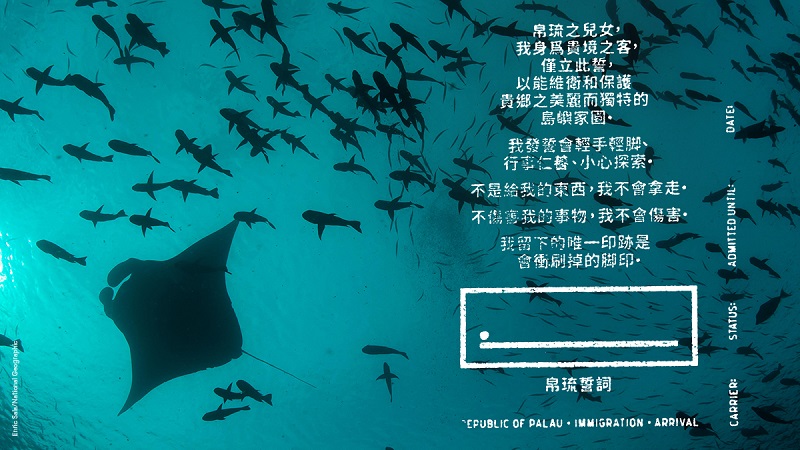 帛琉之兒女，
我身為貴境之客，
僅立此誓，
以能維衛和保護
貴鄉之美麗而獨特的
島嶼家園。
我發誓會輕手輕腳、
行事仁慈、小心探索。
不是給我的東西，我不會拿走。
不傷害我的事物，我不會傷害。
我留下的唯一印跡是
會衝刷掉的腳印。
帛琉誓詞
REPUBLIC OF PALAU • IMMIGRATION • ARRIVAL
CARRIER:
STATUS:
ADMITTED UNTIL:
DATE:
Enric Sala/National Geographic